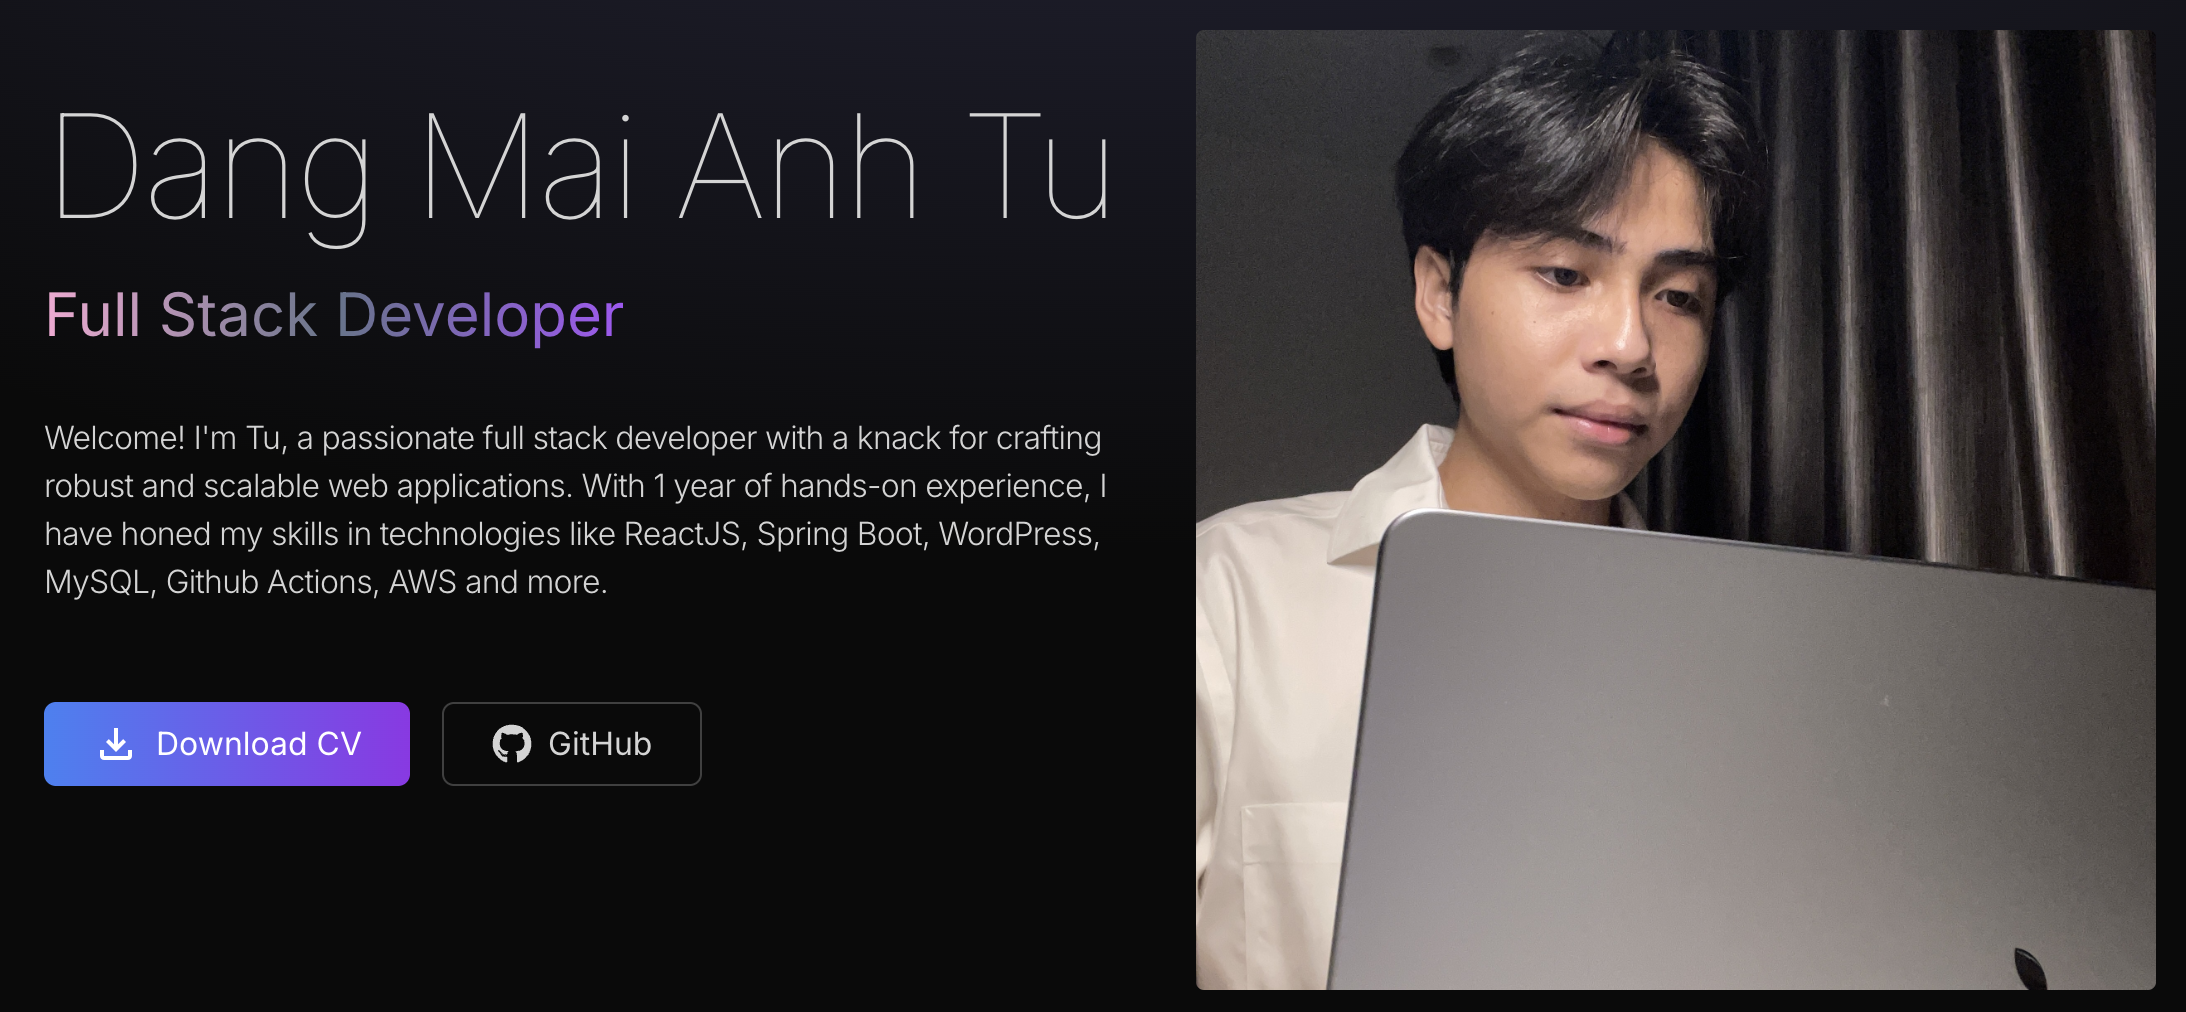 Dang Mai Anh Tu
Full Stack Developer
Welcome! I'm Tu, a passionate full stack developer with a knack for crafting
robust and scalable web applications. With 1 year of hands-on experience, I
have honed my skills in technologies like ReactJS, Spring Boot, WordPress,
MySQL, Github Actions, AWS and more.
Download CV
GitHub